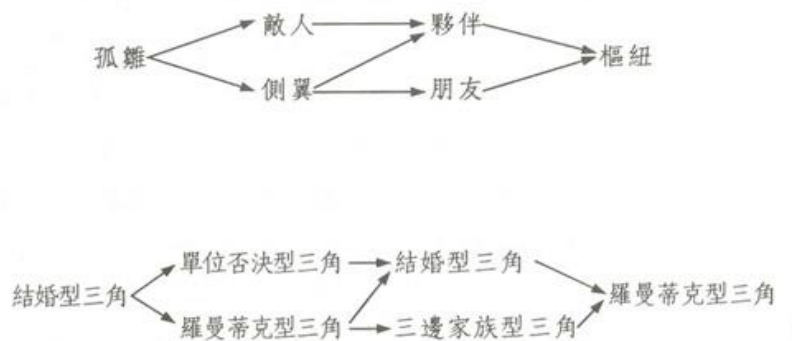 敵人 夥伴
孤雛 樞紐
側翼 朋友
單位否決型三角 結婚型三角
結婚型三角 羅曼蒂克型三角
羅曼蒂克型三角 三邊家族型三角